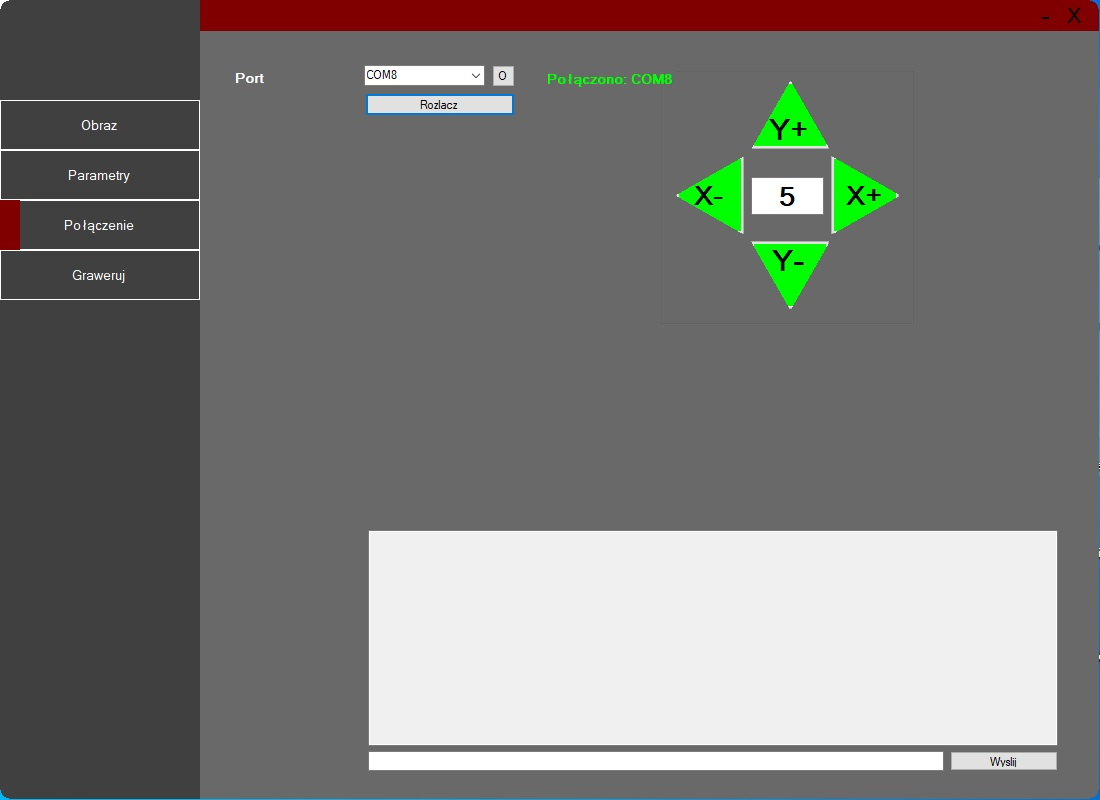 - X
Port
COM8
O
Połączono: COM8
Rozlacz
Obraz
Parametry
Połączenie
Graweruj
Y+
X-
5
X+
Y-
Wyslij